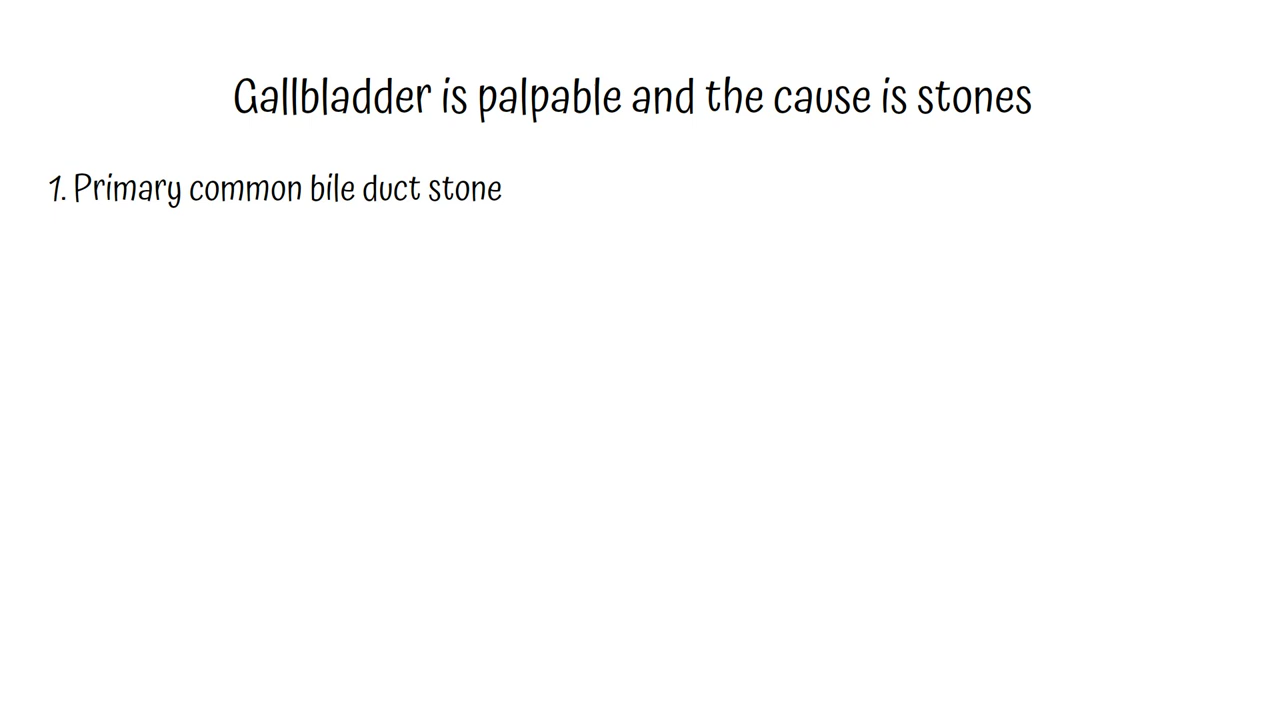 Gallbladder is palpable and the cause is stones
1. Primary common bile duct stone